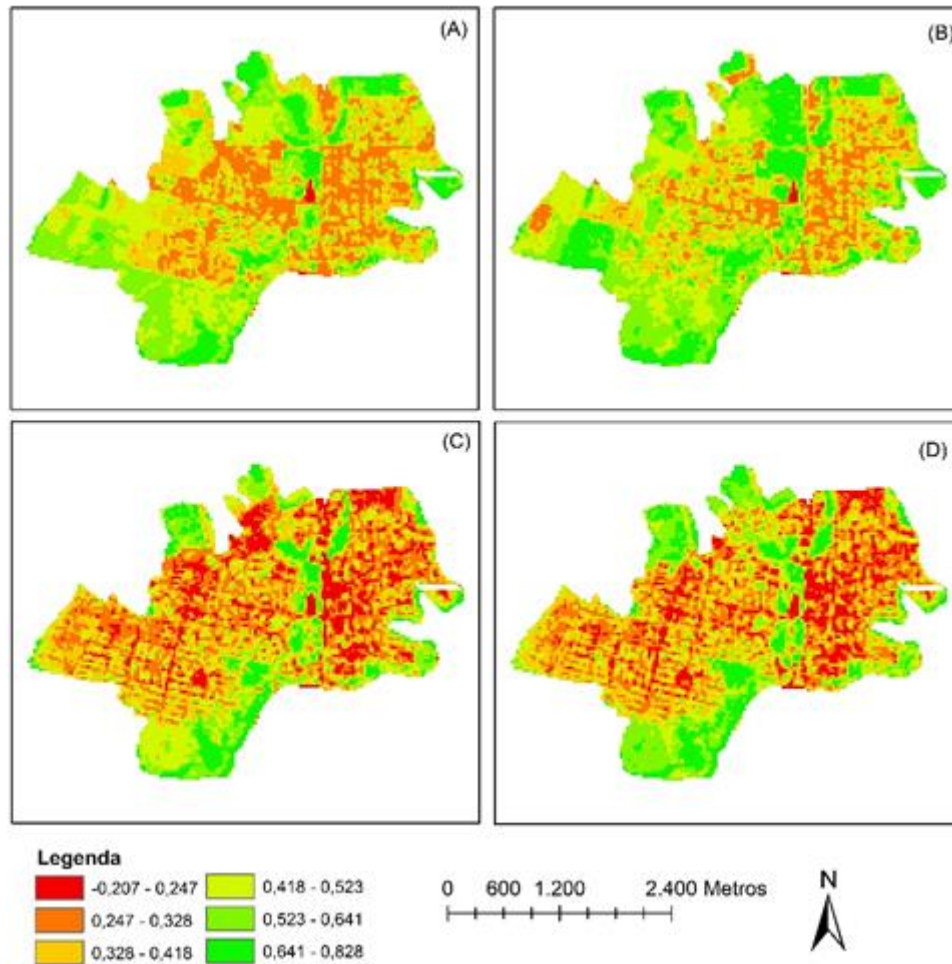 (A)
(B)
(C)
(D)
Legenda
-0,207 - 0,247
0,418 - 0,523
0,247 - 0,328
0,523 - 0,641
0,328 - 0,418
0,641 - 0,828
0 600 1.200 2.400 Metros
N